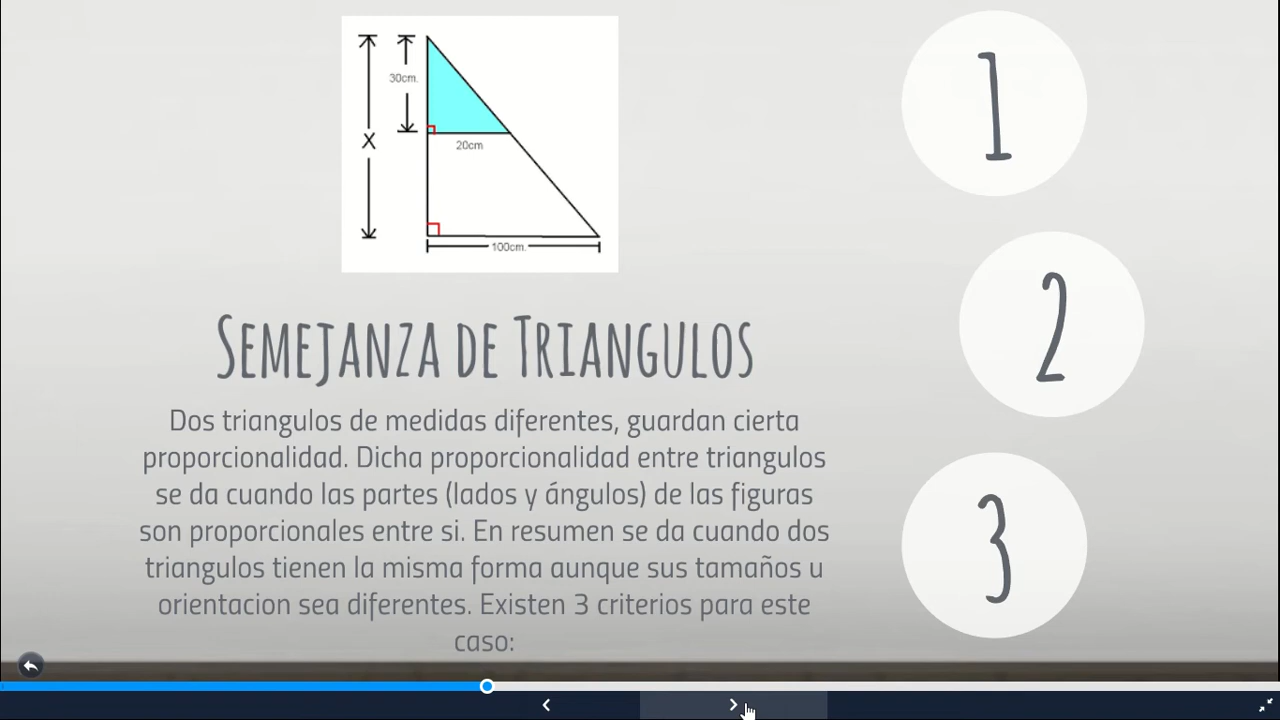 30cm.
X
20cm
100cm.
Semejanza de Triangulos
Dos triangulos de medidas diferentes, guardan cierta
proporcionalidad. Dicha proporcionalidad entre triangulos
se da cuando las partes (lados y ángulos) de las figuras
son proporcionales entre si. En resumen se da cuando dos
triangulos tienen la misma forma aunque sus tamaños u
orientacion sea diferentes. Existen 3 criterios para este
caso:
1
2
3